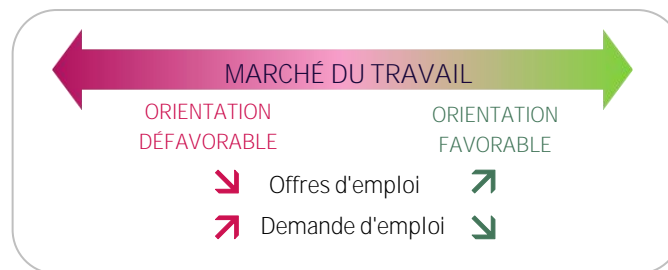 MARCHÉ DU TRAVAIL
ORIENTATION DÉFAVORABLE
ORIENTATION FAVORABLE
Offres d'emploi
Demande d'emploi